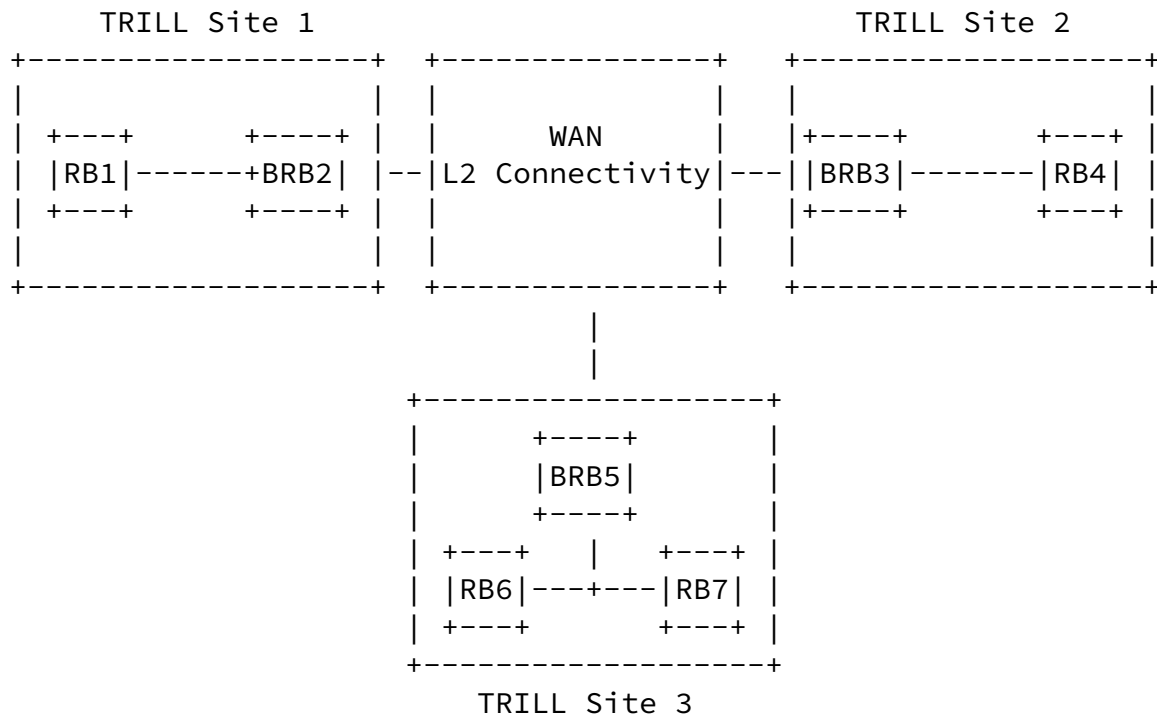 TRILL Site 1 TRILL Site 2
WAN
RB1 BRB2 L2 Connectivity BRB3 RB4
BRB5
RB6 RB7
TRILL Site 3